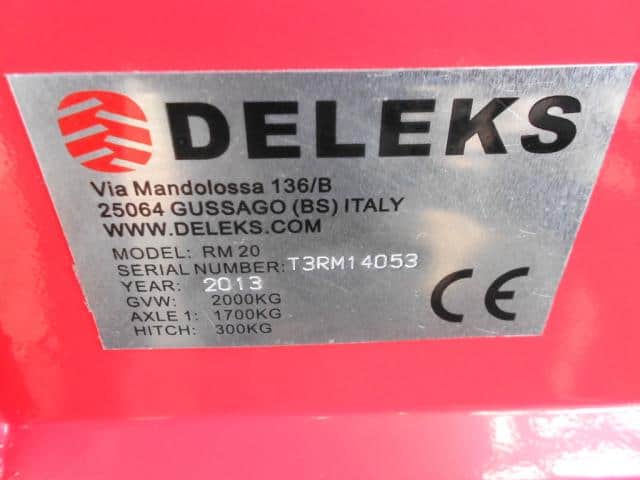 DELEKS
Via Mandolossa 136/B
25064 GUSSAGO (BS) ITALY
WWW.DELEKS.COM
MODEL: RM 20
SERIAL NUMBER: T3RM14053
YEAR: 2013
GVW: 2000KG
AXLE 1: 1700KG
HITCH: 300KG
CE